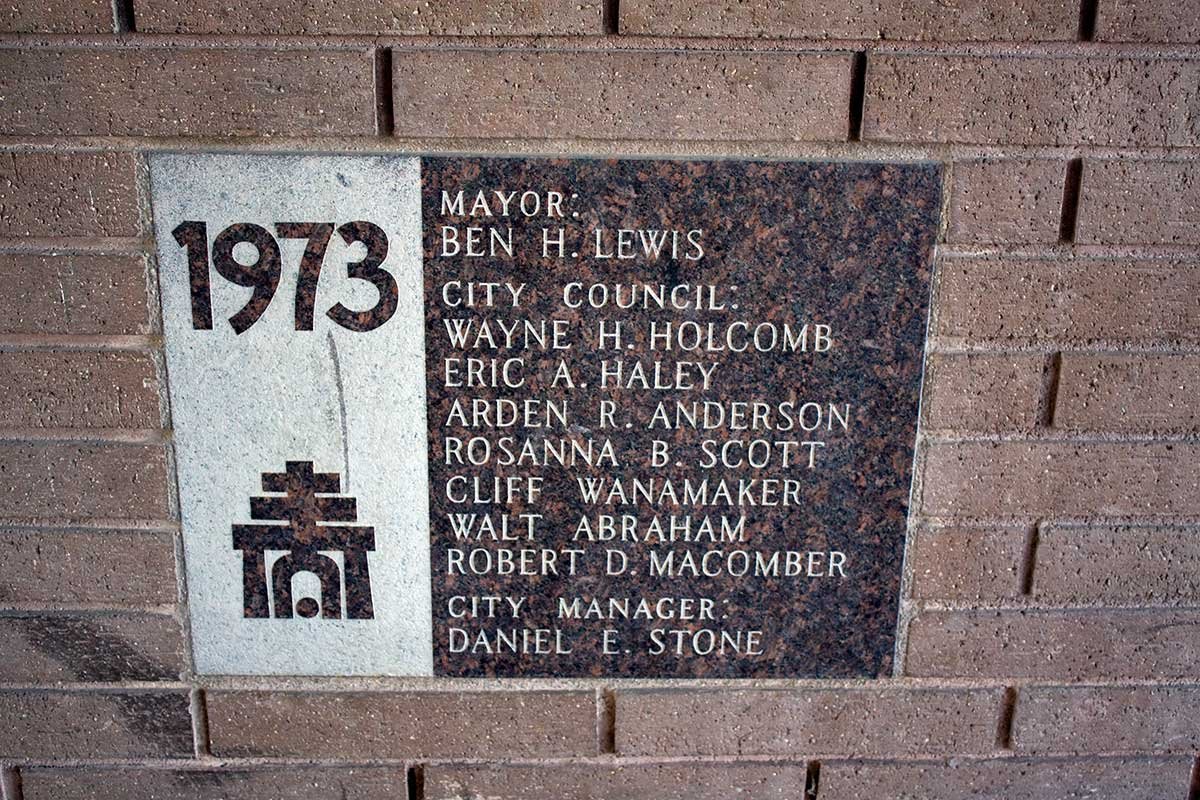 1973
MAYOR:
BEN H. LEWIS
CITY COUNCIL:
WAYNE H. HOLCOMB
ERIC A. HALEY
ARDEN R. ANDERSON
ROSANNA B. SCOTT
CLIFF WANAMAKER
WALT ABRAHAM
ROBERT D. MACOMBER
CITY MANAGER:
DANIEL E. STONE